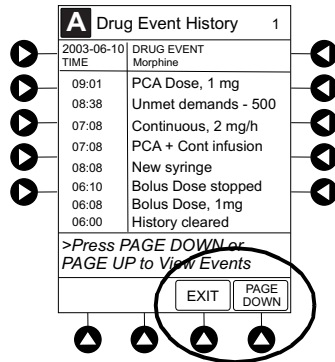 A Drug Event History 1
2003-06-10 DRUG EVENT
TIME Morphine
09:01 PCA Dose, 1 mg
08:38 Unmet demands - 500
07:08 Continuous, 2 mg/h
07:08 PCA + Cont infusion
08:08 New syringe
06:10 Bolus Dose stopped
06:08 Bolus Dose, 1mg
06:00 History cleared
>Press PAGE DOWN or
PAGE UP to View Events
EXIT PAGE
DOWN